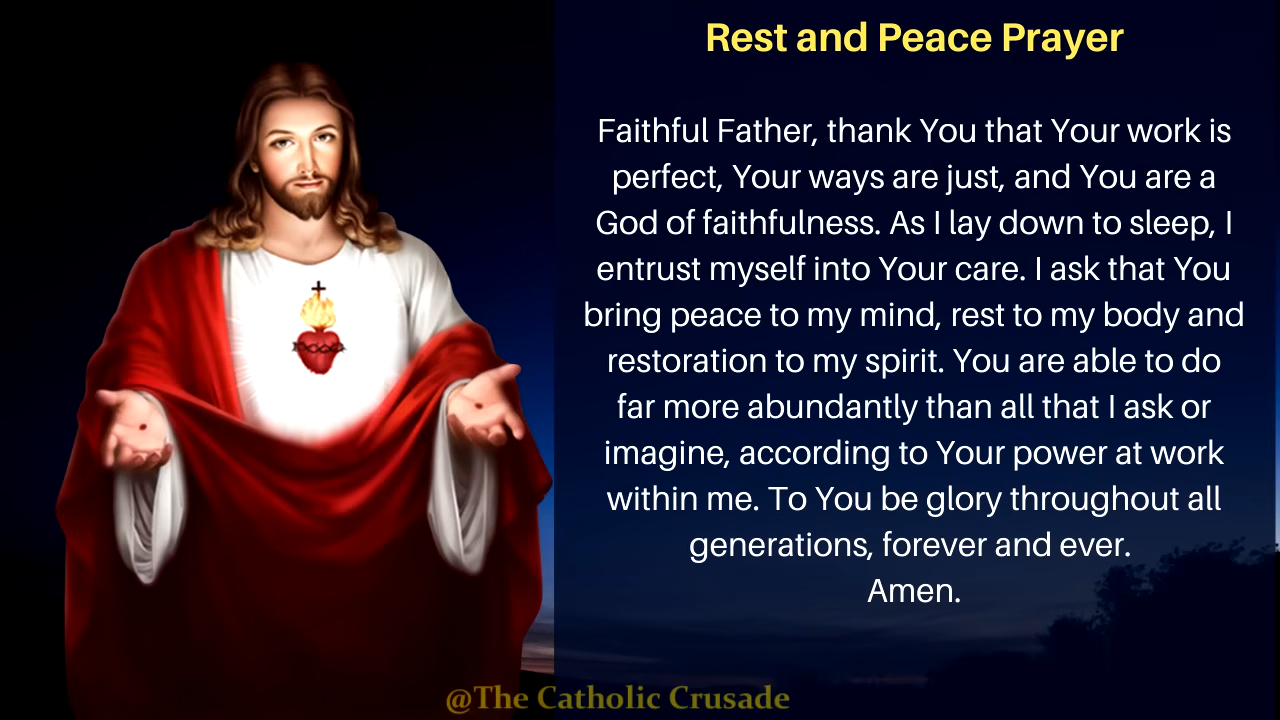 Rest and Peace Prayer
Faithful Father, thank You that Your work is
perfect, Your ways are just, and You are a
God of faithfulness. As I lay down to sleep, I
entrust myself into Your care. I ask that You
bring peace to my mind, rest to my body and
restoration to my spirit. You are able to do
far more abundantly than all that I ask or
imagine, according to Your power at work
within me. To You be glory throughout all
generations, forever and ever.
Amen.
@The Catholic Crusade